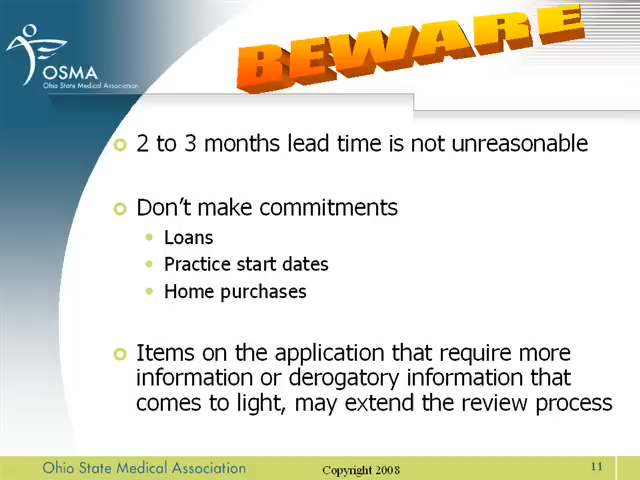 BEWARE
OSMA
Ohio State Medical Association
2 to 3 months lead time is not unreasonable
Don't make commitments
Loans
Practice start dates
Home purchases
Items on the application that require more
information or derogatory information that
comes to light, may extend the review process
Ohio State Medical Association
Copyright 2008
11